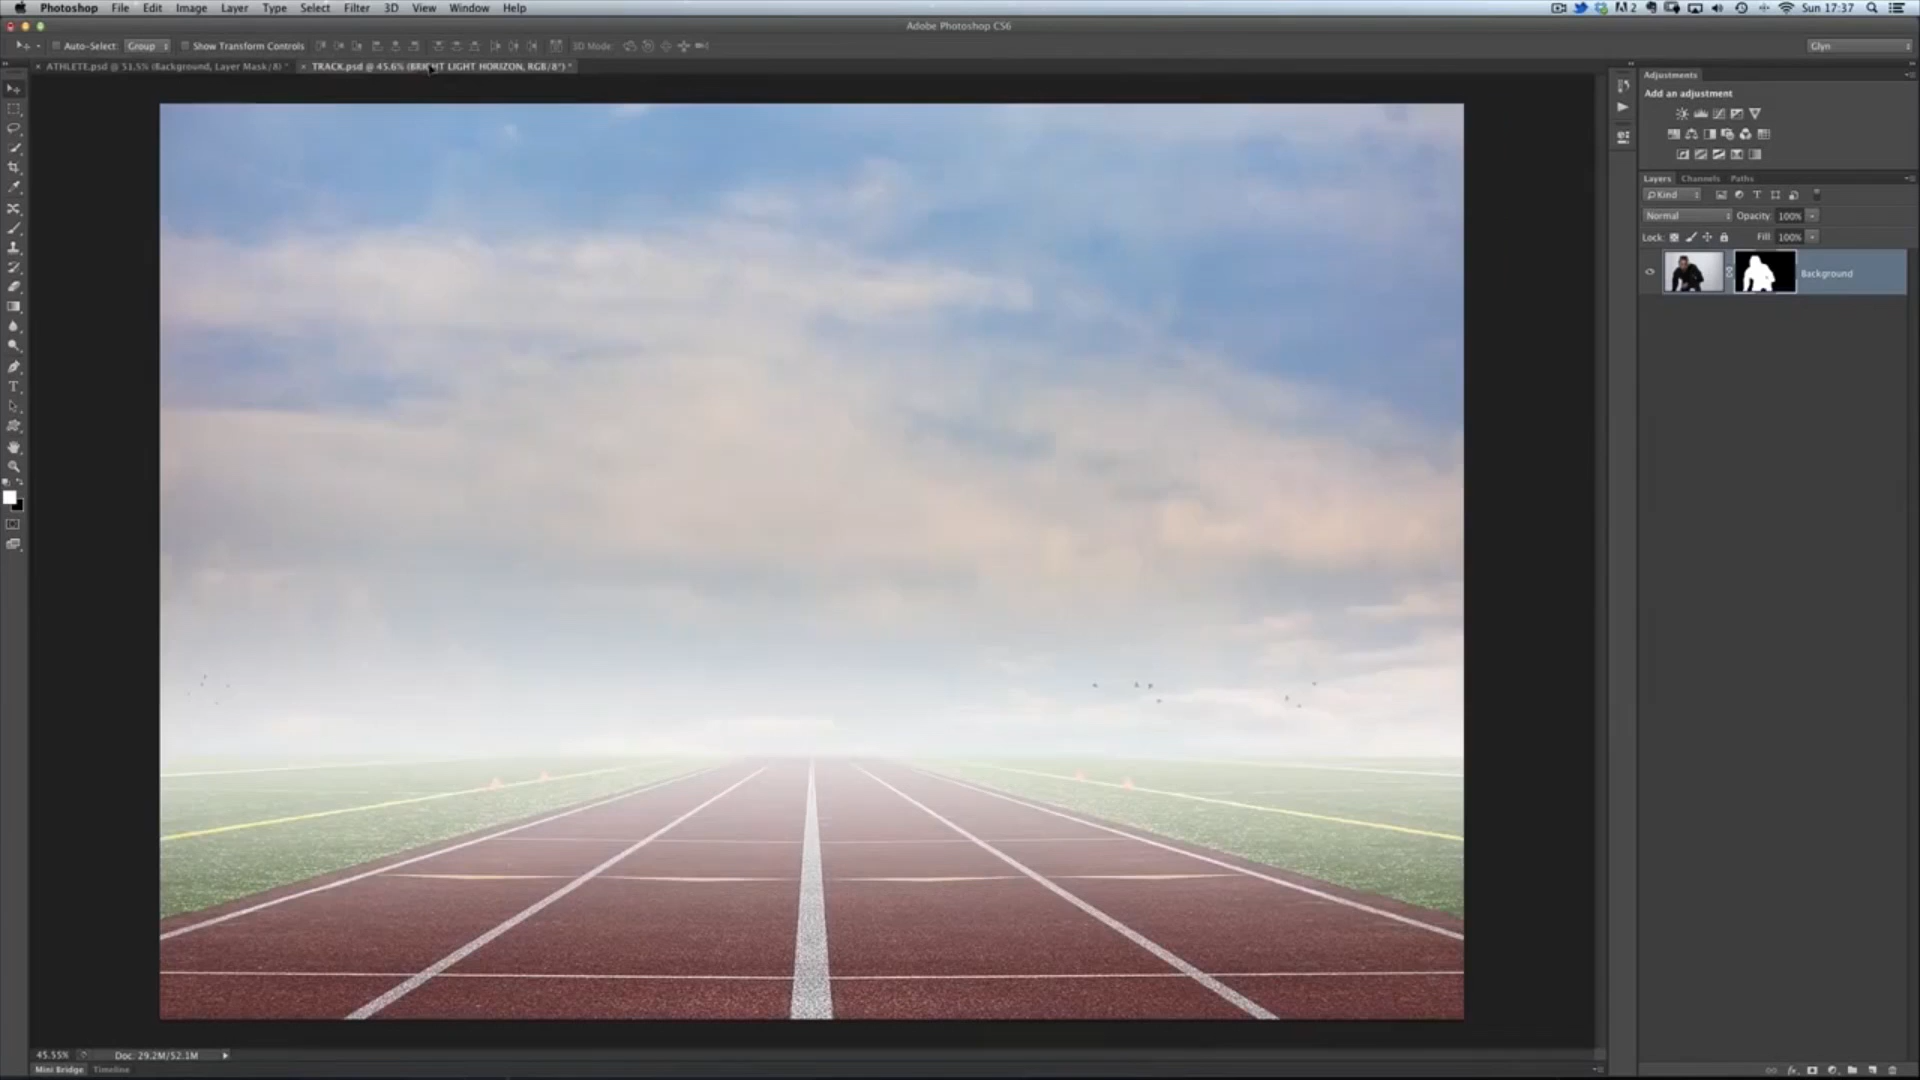 Photoshop File Edit Image Layer Type Select Filter 3D View Window Help
2 Sun 17:37
Adobe Photoshop CS6
Auto-Select: Group Show Transform Controls 3D Mode: Glyn
× ATHLETE.psd @ 51.5% (Background, Layer Mask/8) * × TRACK.psd @ 45.6% (BRIGHT LIGHT HORIZON, RGB/8*) *
Adjustments
Add an adjustment
Layers Channels Paths
Kind
Normal Opacity: 100%
Lock: Fill: 100%
Background
45.55% Doc: 29.2M/52.1M
Mini Bridge Timeline